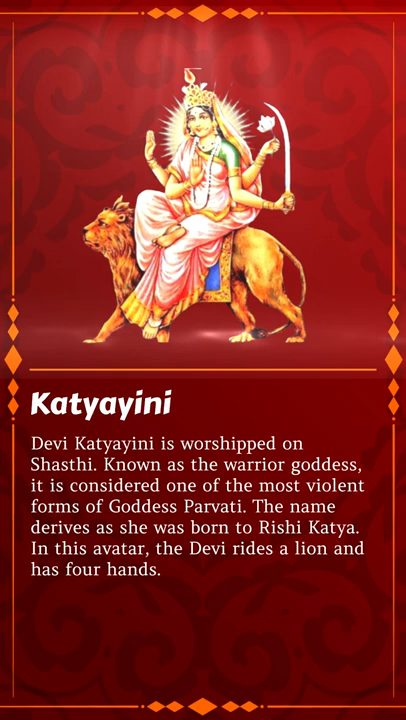 Katyayini
Devi Katyayini is worshipped on
Shasthi. Known as the warrior goddess,
it is considered one of the most violent
forms of Goddess Parvati. The name
derives as she was born to Rishi Katya.
In this avatar, the Devi rides a lion and
has four hands.